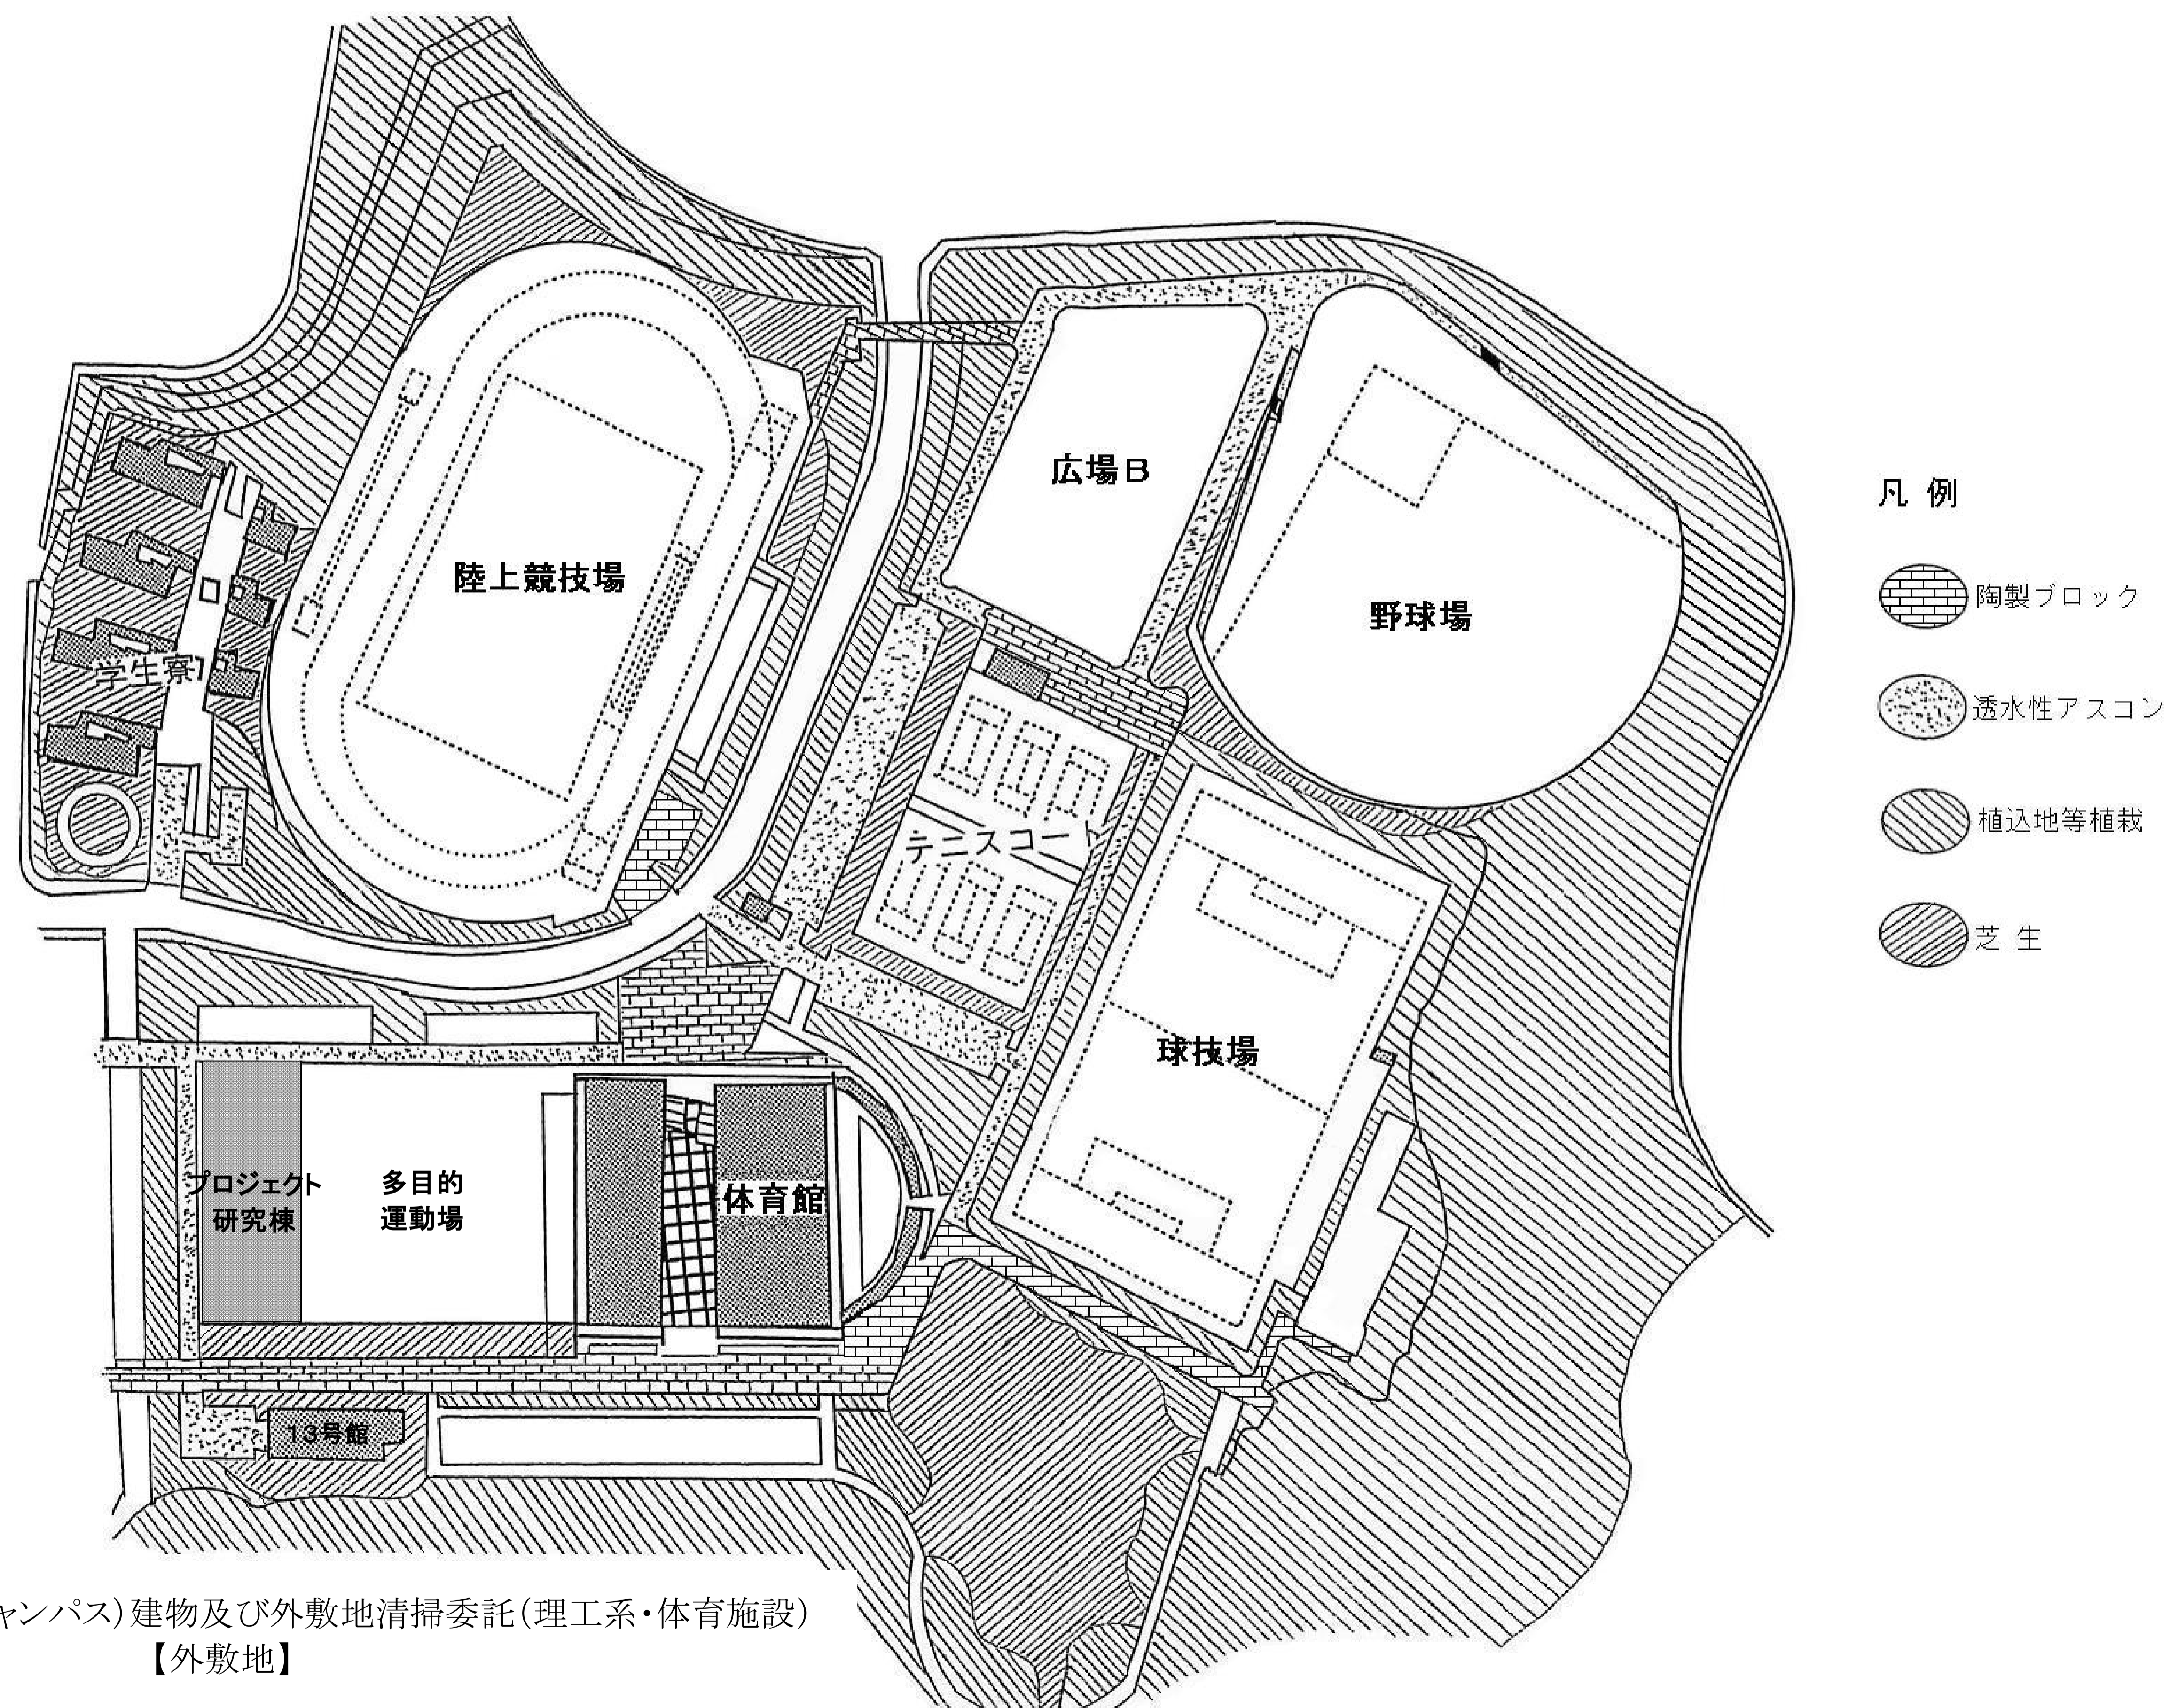 広場B
陸上競技場
野球場
学生寮
テニスコート
球技場
プロジェクト
研究棟
多目的
運動場
体育館
13号館
凡 例
陶製ブロック
透水性アスコン
植込地等植栽
芝 生
ャンパス)建物及び外敷地清掃委託(理工系・体育施設)
【外敷地】